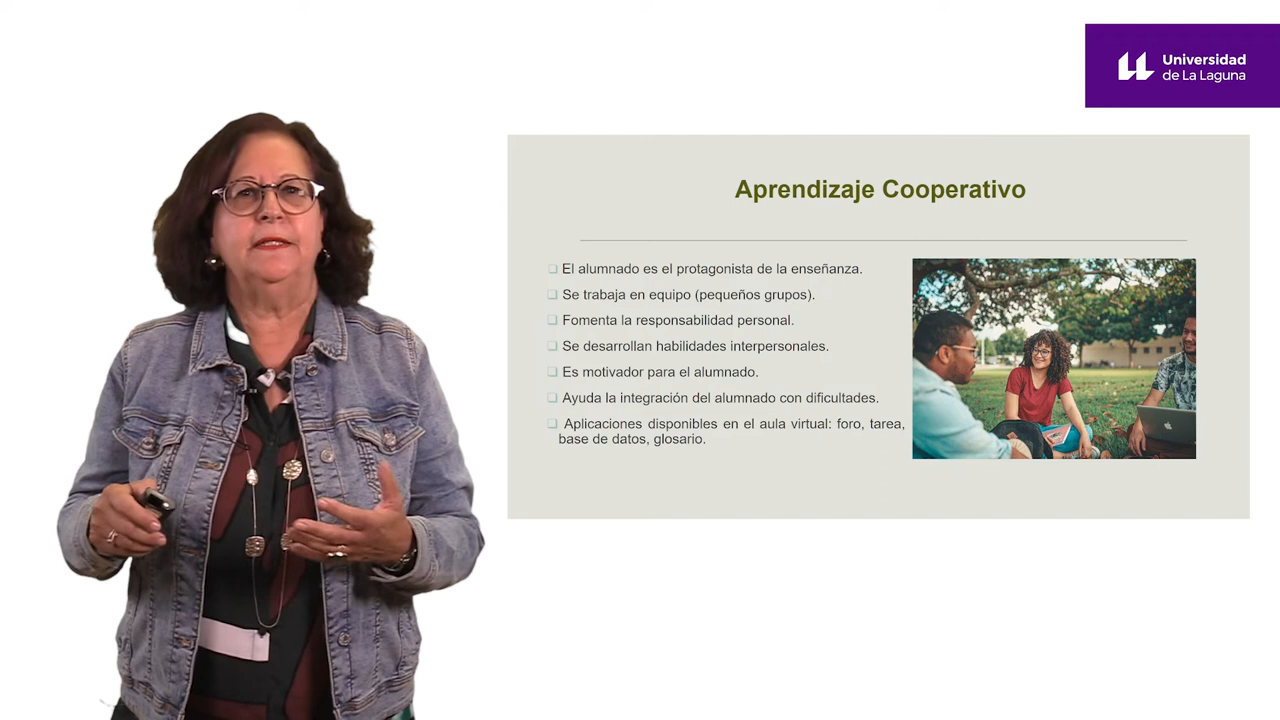 Universidad
de La Laguna
Aprendizaje Cooperativo
El alumnado es el protagonista de la enseñanza.
Se trabaja en equipo (pequeños grupos).
Fomenta la responsabilidad personal.
Se desarrollan habilidades interpersonales.
Es motivador para el alumnado.
Ayuda la integración del alumnado con dificultades.
Aplicaciones disponibles en el aula virtual: foro, tarea,
base de datos, glosario.